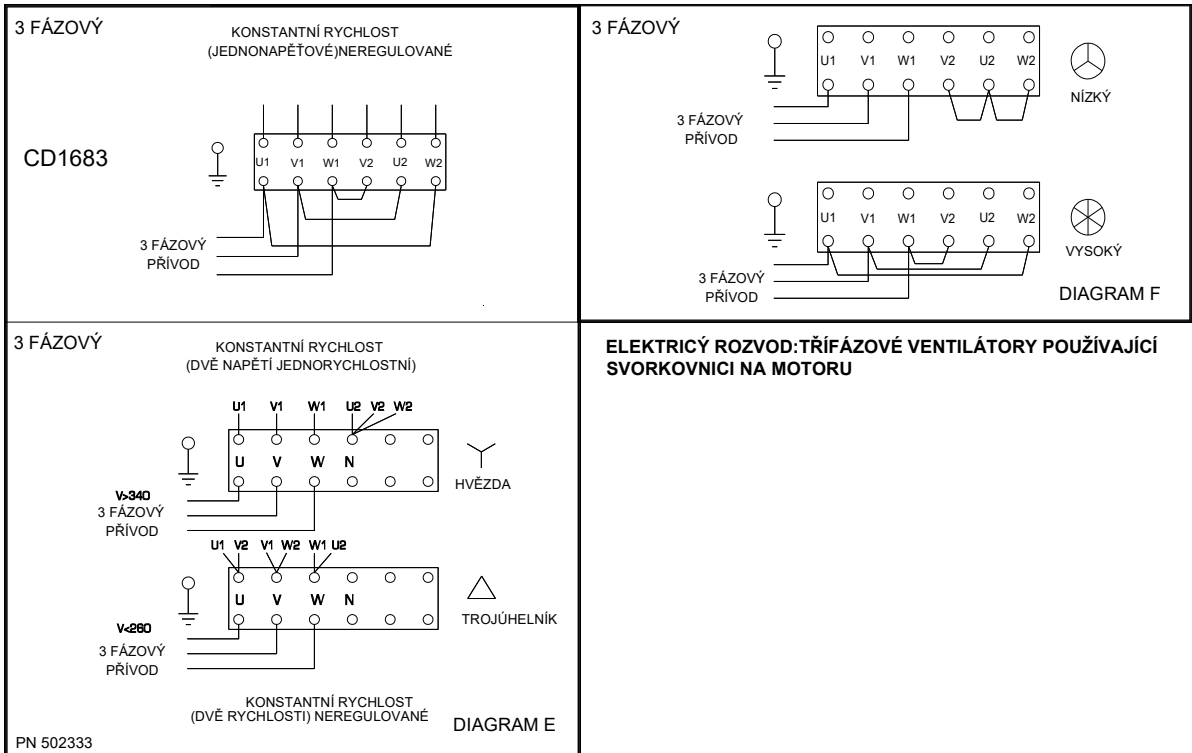 3 FÁZOVÝ
KONSTANTNÍ RYCHLOST
(JEDNONAPĚŤOVÉ)NEREGULOVANÉ
CD1683
U1 V1 W1 V2 U2 W2
3 FÁZOVÝ
PŘÍVOD
3 FÁZOVÝ
U1 V1 W1 V2 U2 W2
NÍZKÝ
3 FÁZOVÝ
PŘÍVOD
U1 V1 W1 V2 U2 W2
VYSOKÝ
3 FÁZOVÝ
PŘÍVOD
DIAGRAM F
3 FÁZOVÝ
KONSTANTNÍ RYCHLOST
(DVĚ NAPĚTÍ JEDNORYCHLOSTNÍ)
U1 V1 W1 U2 V2 W2
U V W N
HVĚZDA
V>340
3 FÁZOVÝ
PŘÍVOD
U1 V2 V1 W2 W1 U2
U V W N
TROJÚHELNÍK
V<260
3 FÁZOVÝ
PŘÍVOD
KONSTANTNÍ RYCHLOST
(DVĚ RYCHLOSTI) NEREGULOVANÉ
DIAGRAM E
PN 502333
ELEKTRICÝ ROZVOD:TŘÍFÁZOVÉ VENTILÁTORY POUŽÍVAJÍCÍ
SVORKOVNICI NA MOTORU